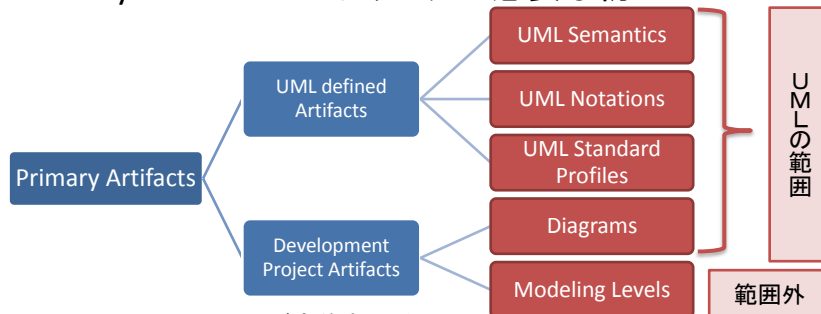 UML Semantics
UML defined
Artifacts
UML Notations
UML Standard
Profiles
Primary Artifacts
Diagrams
Development
Project Artifacts
Modeling Levels
UMLの範囲
範囲外